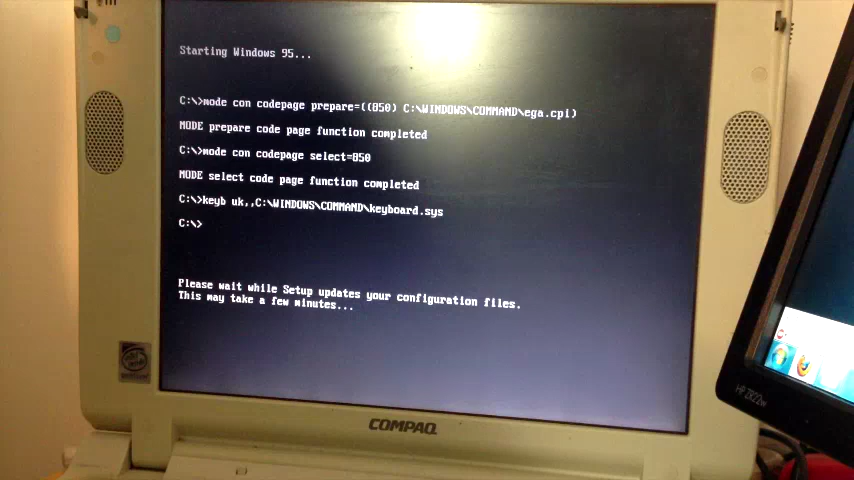 Starting Windows 95...
C:\>mode con codepage prepare=((850) C:\WINDOWS\COMMAND\ega.cpi)
MODE prepare code page function completed
C:\>mode con codepage select=850
MODE select code page function completed
C:\>keyb uk,,C:\WINDOWS\COMMAND\keyboard.sys
C:\>
Please wait while Setup updates your configuration files.
This may take a few minutes...
COMPAQ